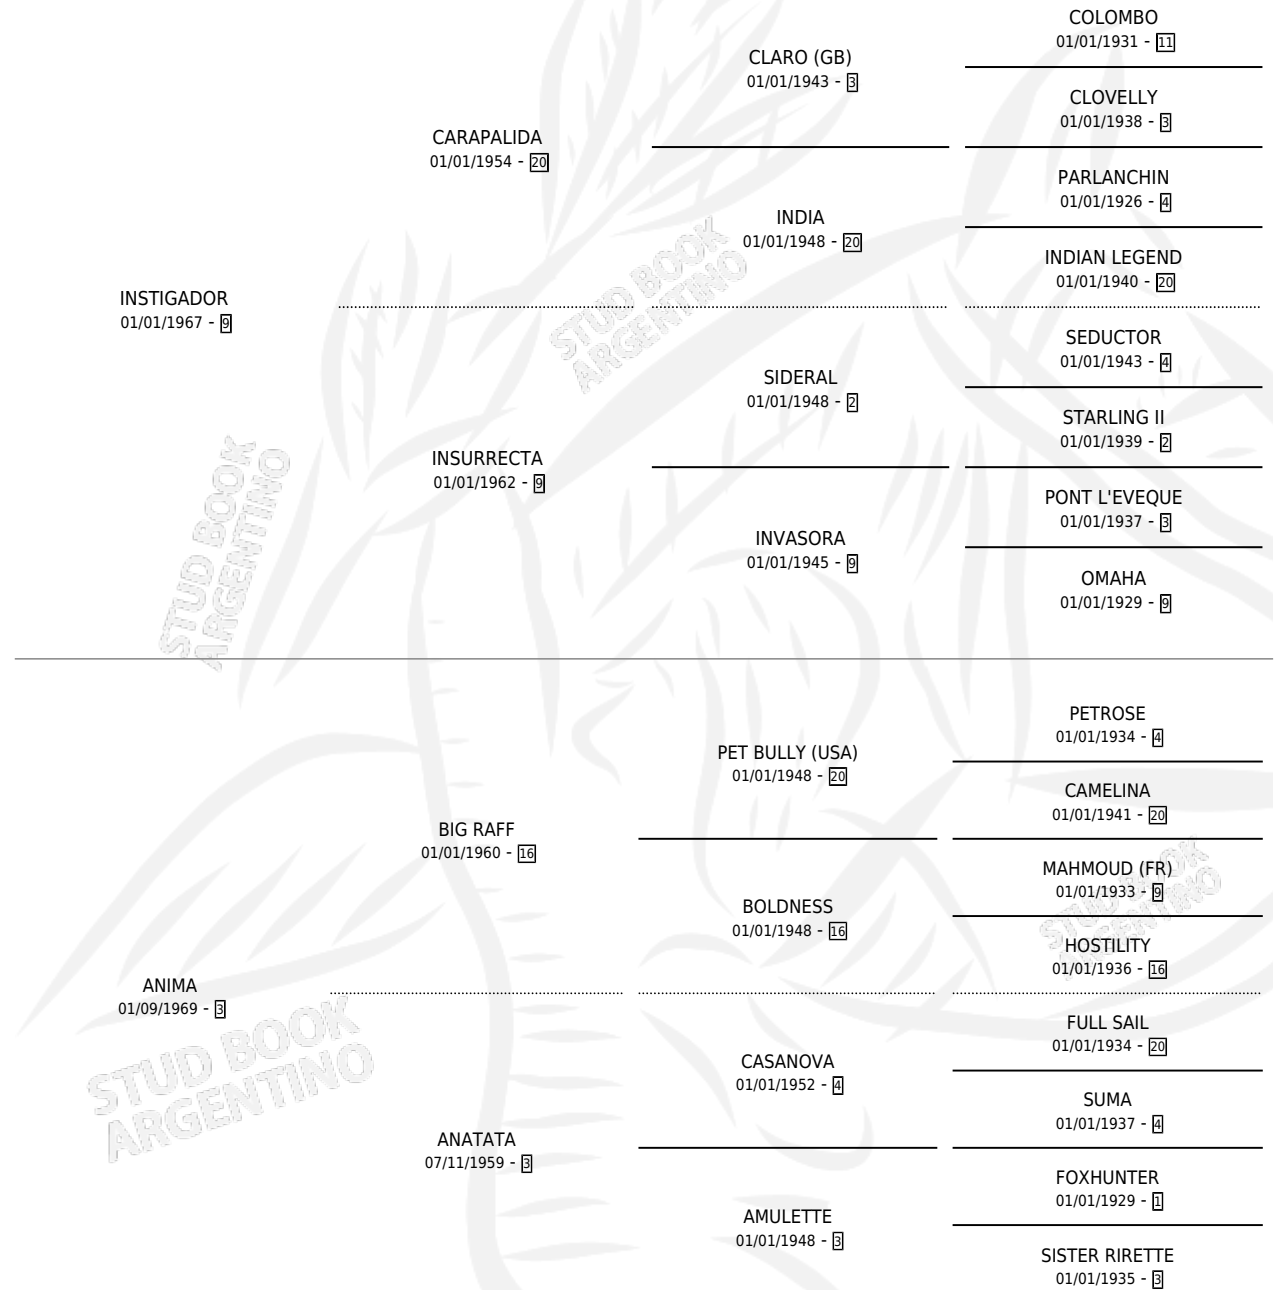 COLOMBO
01/01/1931 - 11
CLARO (GB)
01/01/1943 - 3
CLOVELLY
01/01/1938 - 3
CARAPALIDA
01/01/1954 - 20
PARLANCHIN
01/01/1926 - 4
INDIA
01/01/1948 - 20
INDIAN LEGEND
01/01/1940 - 20
INSTIGADOR
01/01/1967 - 9
SEDUCTOR
01/01/1943 - 4
SIDERAL
01/01/1948 - 2
STARLING II
01/01/1939 - 2
INSURRECTA
01/01/1962 - 9
PONT L'EVEQUE
01/01/1937 - 3
INVASORA
01/01/1945 - 9
OMAHA
01/01/1929 - 9
PETROSE
01/01/1934 - 4
PET BULLY (USA)
01/01/1948 - 20
CAMELINA
01/01/1941 - 20
BIG RAFF
01/01/1960 - 16
MAHMOUD (FR)
01/01/1933 - 9
BOLDNESS
01/01/1948 - 16
HOSTILITY
01/01/1936 - 16
ANIMA
01/09/1969 - 3
FULL SAIL
01/01/1934 - 20
CASANOVA
01/01/1952 - 4
SUMA
01/01/1937 - 4
ANATATA
07/11/1959 - 3
FOXHUNTER
01/01/1929 - 1
AMULETTE
01/01/1948 - 3
SISTER RIRETTE
01/01/1935 - 3
STUD BOOK
ARGENTINO
STUD BOOK
ARGENTINO
STUD BOOK
ARGENTINO
STUD BOOK
ARGENTINO